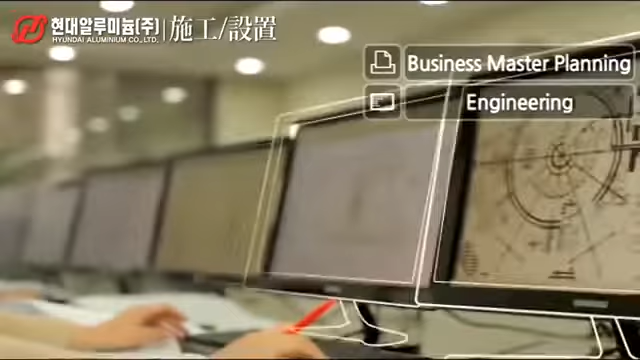 현대알루미늄(주) | 施工/設置
HYUNDAI ALUMINIUM CO., LTD.
Business Master Planning
Engineering